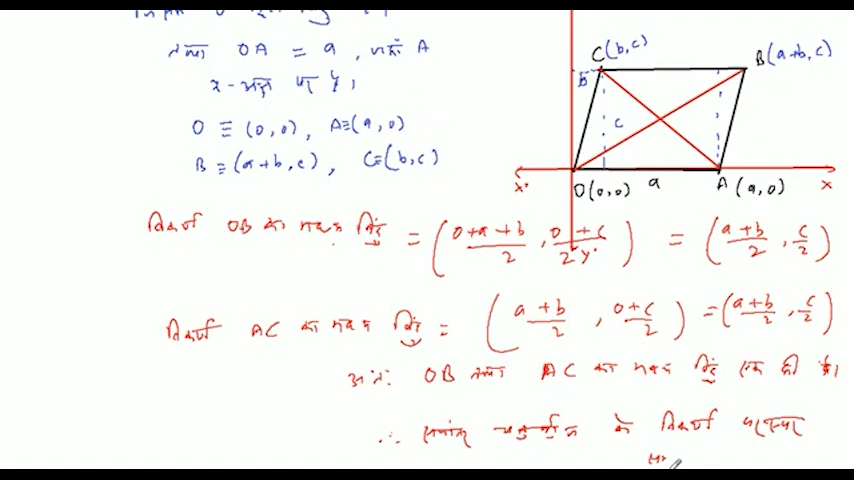 तथा OA = a , जहाँ A
x-अक्ष पर है।
O ≡ (0,0) , A≡(a,0)
B ≡ (a+b,c) , C≡(b,c)
C(b,c)
B(a+b,c)
b
c
x'
O(0,0)
a
A (a,0)
x
y'
विकर्ण OB का मध्य बिंदु = (0+a+b/2 , 0+c/2) = (a+b/2 , c/2)
विकर्ण AC का मध्य बिंदु = (a+b/2 , 0+c/2) = (a+b/2 , c/2)
अतः OB तथा AC का मध्य बिंदु एक ही है।
∴ समांतर चतुर्भुज के विकर्ण परस्पर